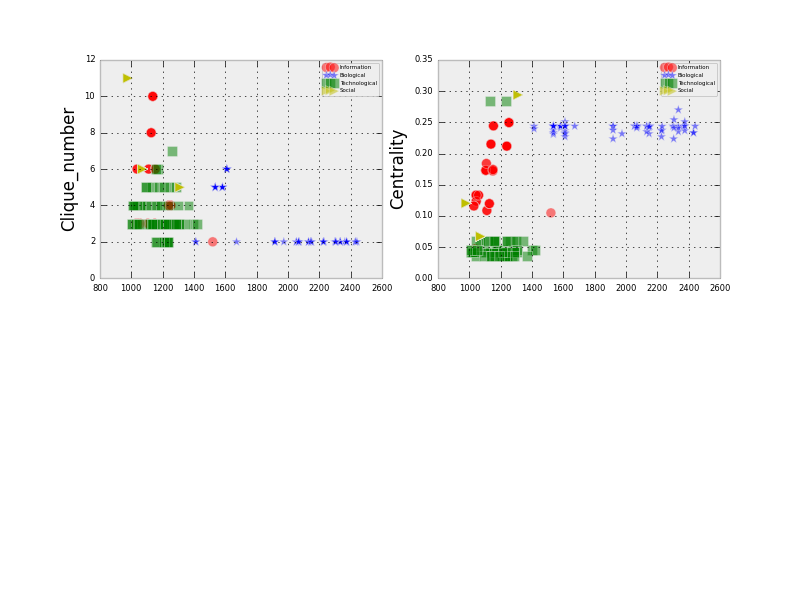 Clique_number
12
10
8
6
4
2
0
800 1000 1200 1400 1600 1800 2000 2200 2400 2600
Information
Biological
Technological
Social
Centrality
0.35
0.30
0.25
0.20
0.15
0.10
0.05
0.00
800 1000 1200 1400 1600 1800 2000 2200 2400 2600
Information
Biological
Technological
Social